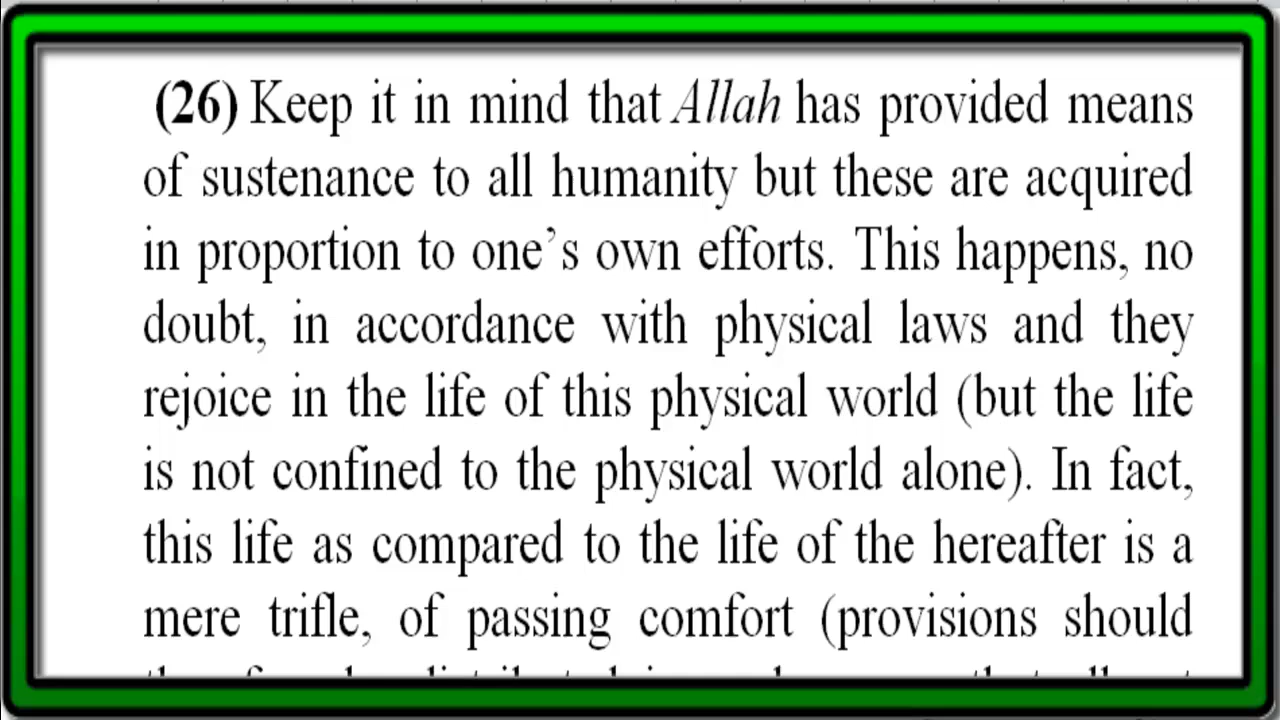 (26) Keep it in mind that Allah has provided means
of sustenance to all humanity but these are acquired
in proportion to one’s own efforts. This happens, no
doubt, in accordance with physical laws and they
rejoice in the life of this physical world (but the life
is not confined to the physical world alone). In fact,
this life as compared to the life of the hereafter is a
mere trifle, of passing comfort (provisions should